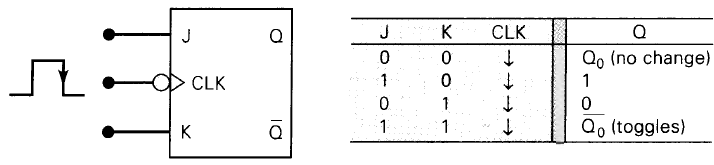 J Q
CLK
K Q̅
J K CLK Q
0 0 ↓ Q₀ (no change)
1 0 ↓ 1
0 1 ↓ 0
1 1 ↓ Q̅₀ (toggles)